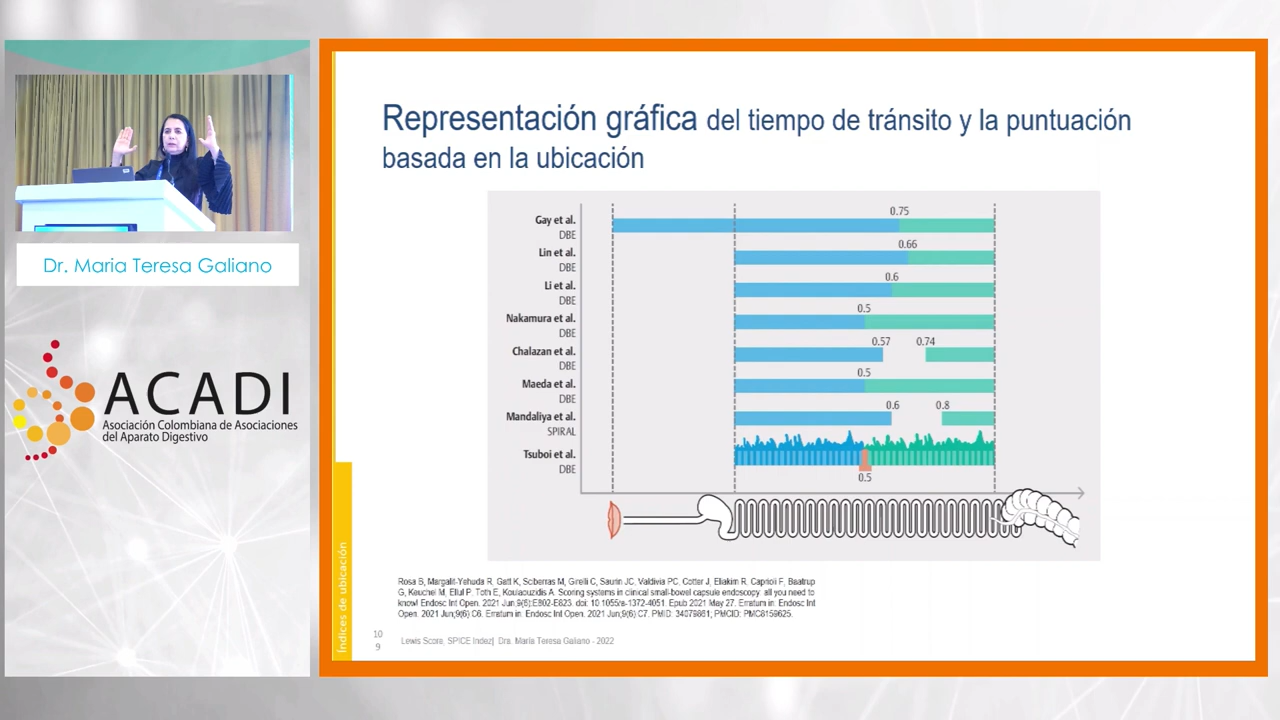 Dr. Maria Teresa Galiano
ACADI
Asociación Colombiana de Asociaciones
del Aparato Digestivo
Representación gráfica del tiempo de tránsito y la puntuación
basada en la ubicación
Gay et al.
DBE
0.75
Lin et al.
DBE
0.66
Li et al.
DBE
0.6
Nakamura et al.
DBE
0.5
Chalazan et al.
DBE
0.57
0.74
Maeda et al.
DBE
0.5
Mandaliya et al.
SPIRAL
0.6
0.8
Tsuboi et al.
DBE
0.5
Rosa B, Margalit-Yehuda R, Gatt K, Sciberras M, Girelli C, Saurin JC, Valdivia PC, Cotter J, Eliakim R, Caprioli F, Baatrup
G, Keuchel M, Ellul P, Toth E, Koulaouzidis A. Scoring systems in clinical small-bowel capsule endoscopy: all you need to
know! Endosc Int Open. 2021 Jun;9(6):E802-E823. doi: 10.1055/a-1372-4051. Epub 2021 May 27. Erratum in: Endosc Int
Open. 2021 Jun;9(6):C6. Erratum in: Endosc Int Open. 2021 Jun;9(6):C7. PMID: 34079861; PMCID: PMC8159625.
Índices de ubicación
10
9
Lewis Score, SPICE Indez| Dra. María Teresa Galiano - 2022